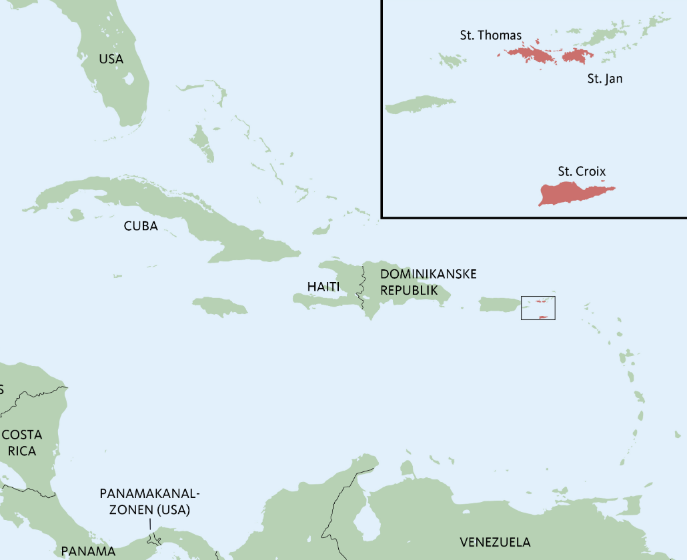 St. Thomas
St. Jan
St. Croix
USA
CUBA
HAITI
DOMINIKANSKE
REPUBLIK
S
COSTA
RICA
PANAMAKANAL-
ZONEN (USA)
PANAMA
VENEZUELA